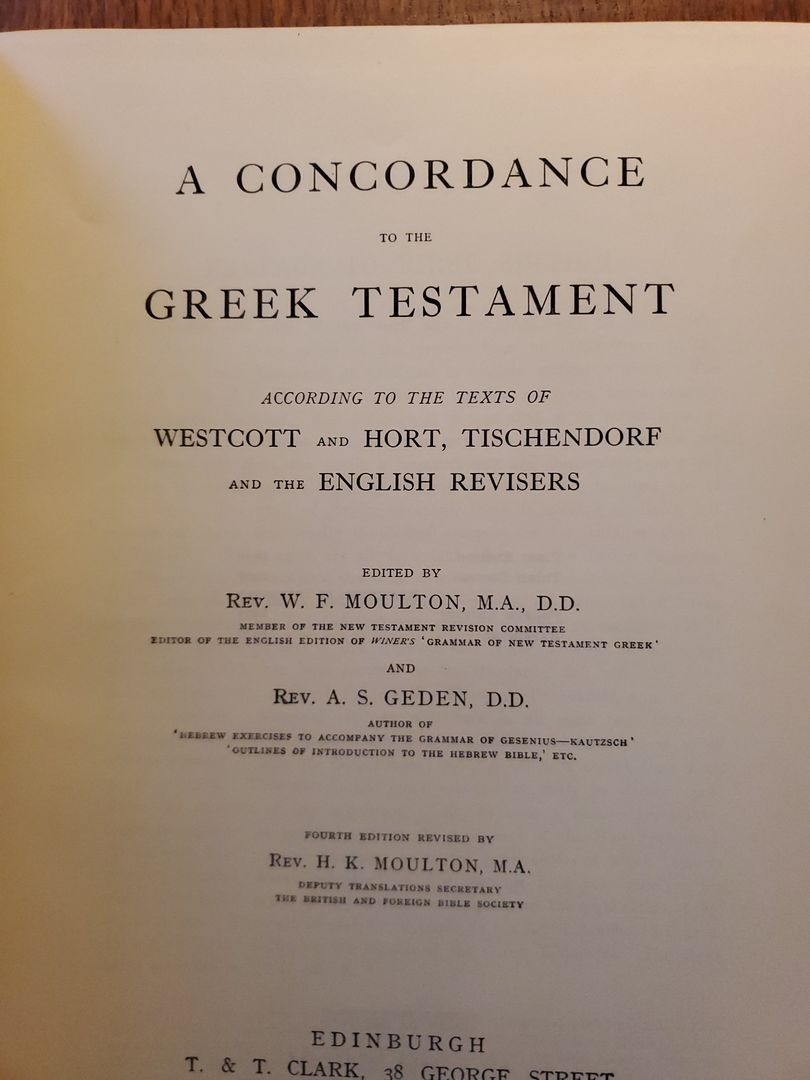 A CONCORDANCE
TO THE
GREEK TESTAMENT
ACCORDING TO THE TEXTS OF
WESTCOTT AND HORT, TISCHENDORF
AND THE ENGLISH REVISERS
EDITED BY
REV. W. F. MOULTON, M.A., D.D.
MEMBER OF THE NEW TESTAMENT REVISION COMMITTEE
EDITOR OF THE ENGLISH EDITION OF WINER'S 'GRAMMAR OF NEW TESTAMENT GREEK'
AND
REV. A. S. GEDEN, D.D.
AUTHOR OF
'HEBREW EXERCISES TO ACCOMPANY THE GRAMMAR OF GESENIUS—KAUTZSCH'
'OUTLINES OF INTRODUCTION TO THE HEBREW BIBLE,' ETC.
FOURTH EDITION REVISED BY
REV. H. K. MOULTON, M.A.
DEPUTY TRANSLATIONS SECRETARY
THE BRITISH AND FOREIGN BIBLE SOCIETY
EDINBURGH
T. & T. CLARK, 38 GEORGE STREET